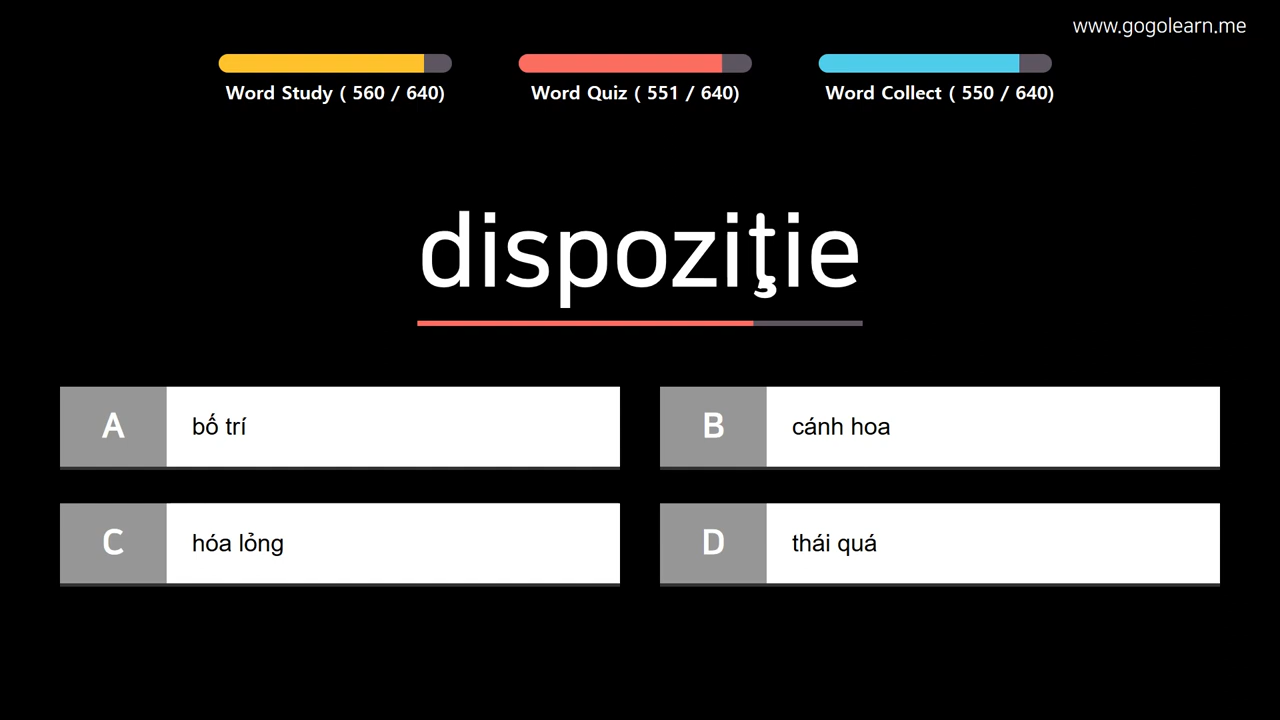 www.gogolearn.me
Word Study ( 560 / 640)
Word Quiz ( 551 / 640)
Word Collect ( 550 / 640)
dispoziţie
A bố trí
B cánh hoa
C hóa lỏng
D thái quá